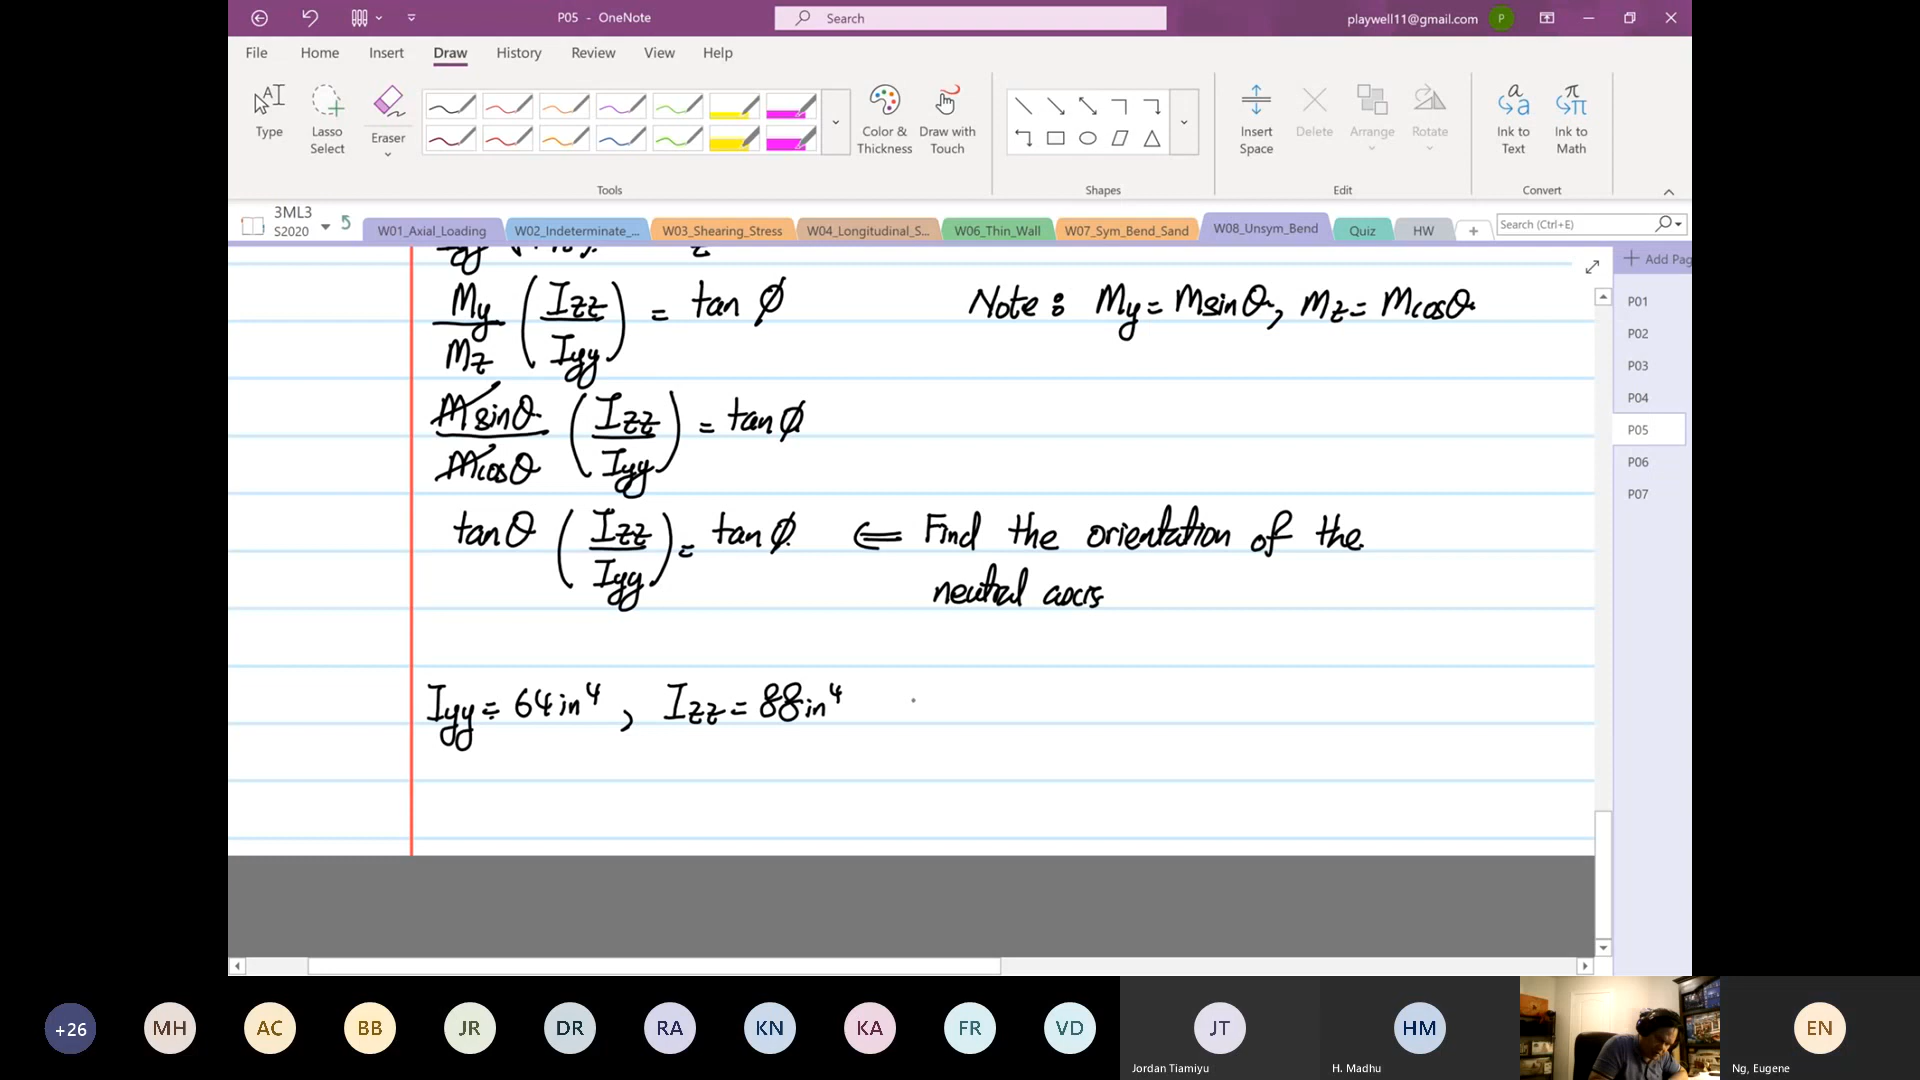 P05 - OneNote
Search
playwell11@gmail.com
P
File Home Insert Draw History Review View Help
Type
Lasso Select
Eraser
Color & Thickness
Draw with Touch
Insert Space
Delete
Arrange
Rotate
Ink to Text
Ink to Math
Tools
Shapes
Edit
Convert
3ML3 S2020
W01_Axial_Loading
W02_Indeterminate_...
W03_Shearing_Stress
W04_Longitudinal_S...
W06_Thin_Wall
W07_Sym_Bend_Sand
W08_Unsym_Bend
Quiz
HW
Search (Ctrl+E)
Add Pag
P01
P02
P03
P04
P05
P06
P07
My/Mz (Izz/Iyy) = tan ϕ
Note : My = Msinθ, Mz = Mcosθ
Msinθ/Mcosθ (Izz/Iyy) = tanϕ
tanθ (Izz/Iyy) = tanϕ ⇐ Find the orientation of the
neutral axis
Iyy = 64in⁴ , Izz = 88in⁴
+26
MH
AC
BB
JR
DR
RA
KN
KA
FR
VD
JT
Jordan Tiamiyu
HM
H. Madhu
EN
Ng, Eugene